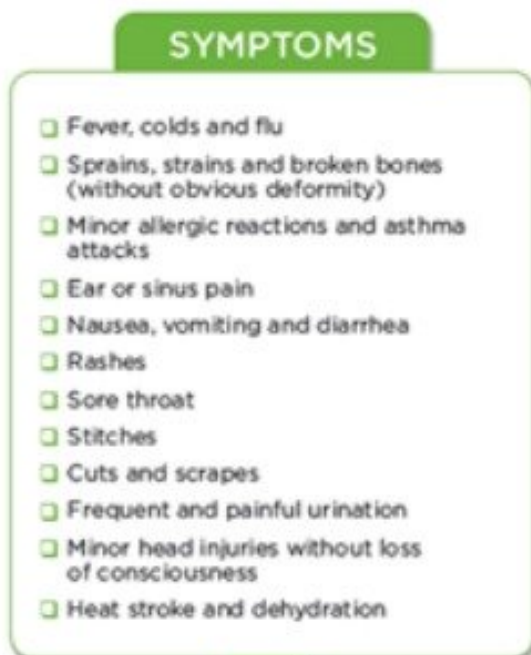 SYMPTOMS
Fever, colds and flu
Sprains, strains and broken bones
(without obvious deformity)
Minor allergic reactions and asthma
attacks
Ear or sinus pain
Nausea, vomiting and diarrhea
Rashes
Sore throat
Stitches
Cuts and scrapes
Frequent and painful urination
Minor head injuries without loss
of consciousness
Heat stroke and dehydration